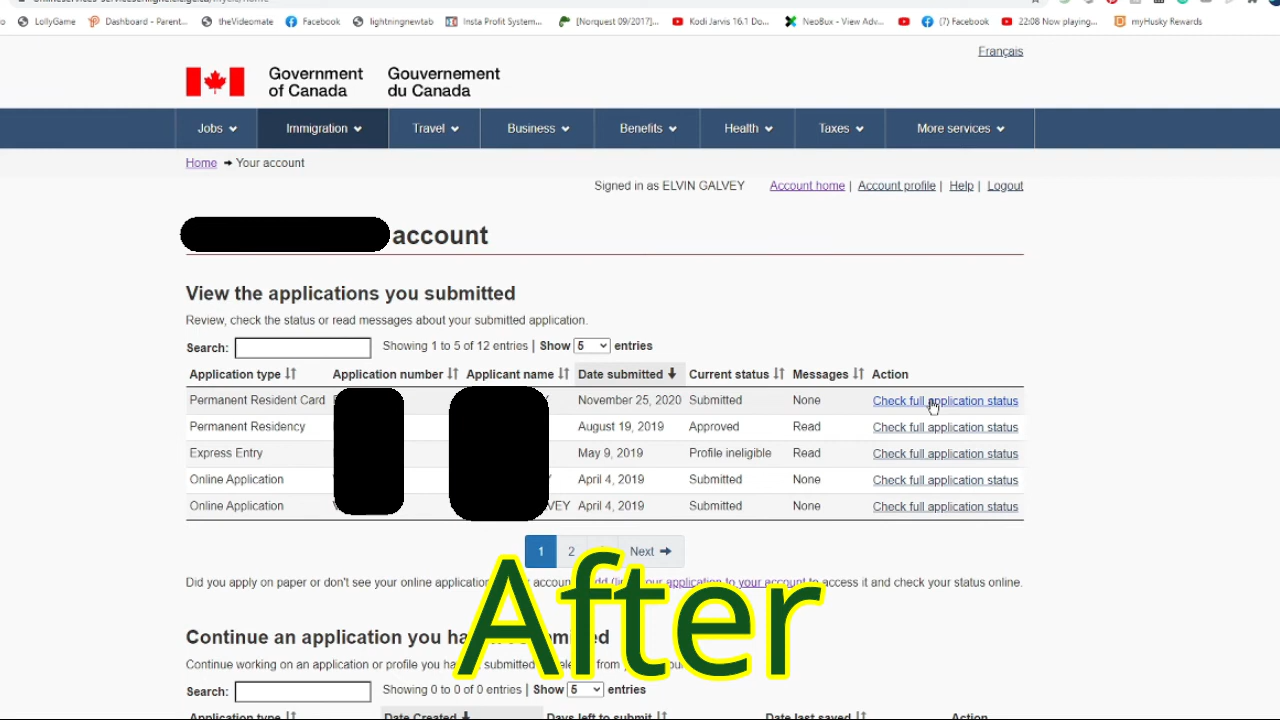 LollyGame Dashboard - Parent... theVideomate Facebook lightningnewtab Insta Profit System... [Norquest 09/2017]... Kodi Jarvis 16.1 Do... NeoBux - View Adv... (7) Facebook 22:08 Now playing... myHusky Rewards
Français
Government of Canada
Gouvernement du Canada
Jobs Immigration Travel Business Benefits Health Taxes More services
Home Your account
Signed in as ELVIN GALVEY Account home | Account profile | Help | Logout
account
View the applications you submitted
Review, check the status or read messages about your submitted application.
Search: Showing 1 to 5 of 12 entries | Show 5 entries
Application type Application number Applicant name Date submitted Current status Messages Action
Permanent Resident Card November 25, 2020 Submitted None Check full application status
Permanent Residency August 19, 2019 Approved Read Check full application status
Express Entry May 9, 2019 Profile ineligible Read Check full application status
Online Application April 4, 2019 Submitted None Check full application status
Online Application VEY April 4, 2019 Submitted None Check full application status
1 2 Next
Did you apply on paper or don't see your online application your application to your account to access it and check your status online.
After
Continue an application you
Continue working on an application or profile you submitted from
Search: Showing 0 to 0 of 0 entries | Show 5 entries
Application type Date Created Days left to submit Date last saved Action